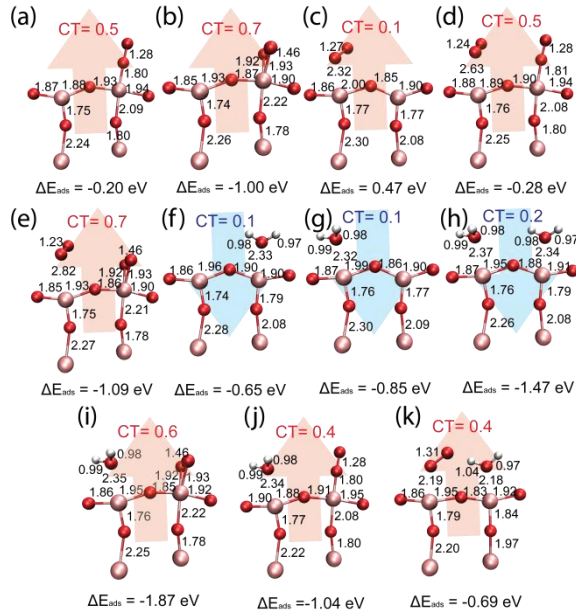 (a) (b) (c) (d)
CT= 0.5 CT= 0.7 CT= 0.1 CT= 0.5
1.28 1.80 1.87 1.88 1.93 1.94 1.75 2.09 2.24 1.80
1.46 1.92 1.93 1.85 1.93 1.87 1.90 1.74 2.22 2.26 1.78
1.27 2.32 1.86 2.00 1.85 1.90 1.77 1.77 2.30 2.08
1.24 2.63 1.28 1.81 1.88 1.89 1.90 1.94 1.76 2.08 2.25 1.80
ΔEads = -0.20 eV ΔEads = -1.00 eV ΔEads = 0.47 eV ΔEads = -0.28 eV
(e) (f) (g) (h)
CT= 0.7 CT= 0.1 CT= 0.1 CT= 0.2
1.23 2.82 1.46 1.92 1.93 1.85 1.93 1.86 1.90 1.75 2.21 2.27 1.78
0.98 0.97 2.33 1.86 1.96 1.90 1.90 1.74 1.79 2.28 2.08
0.99 0.98 2.32 1.87 1.99 1.86 1.90 1.76 1.77 2.30 2.09
0.99 0.98 2.37 0.98 0.97 2.34 1.87 1.95 1.88 1.91 1.76 1.79 2.26 2.08
ΔEads = -1.09 eV ΔEads = -0.65 eV ΔEads = -0.85 eV ΔEads = -1.47 eV
(i) (j) (k)
CT= 0.6 CT= 0.4 CT= 0.4
0.99 0.98 2.35 1.46 1.92 1.93 1.86 1.95 1.85 1.92 1.76 2.22 2.25 1.78
0.99 0.98 2.34 1.28 1.80 1.90 1.88 1.91 1.95 1.77 2.08 2.22 1.80
1.31 2.19 1.04 0.97 2.18 1.86 1.95 1.83 1.92 1.79 1.84 2.20 1.97
ΔEads = -1.87 eV ΔEads = -1.04 eV ΔEads = -0.69 eV